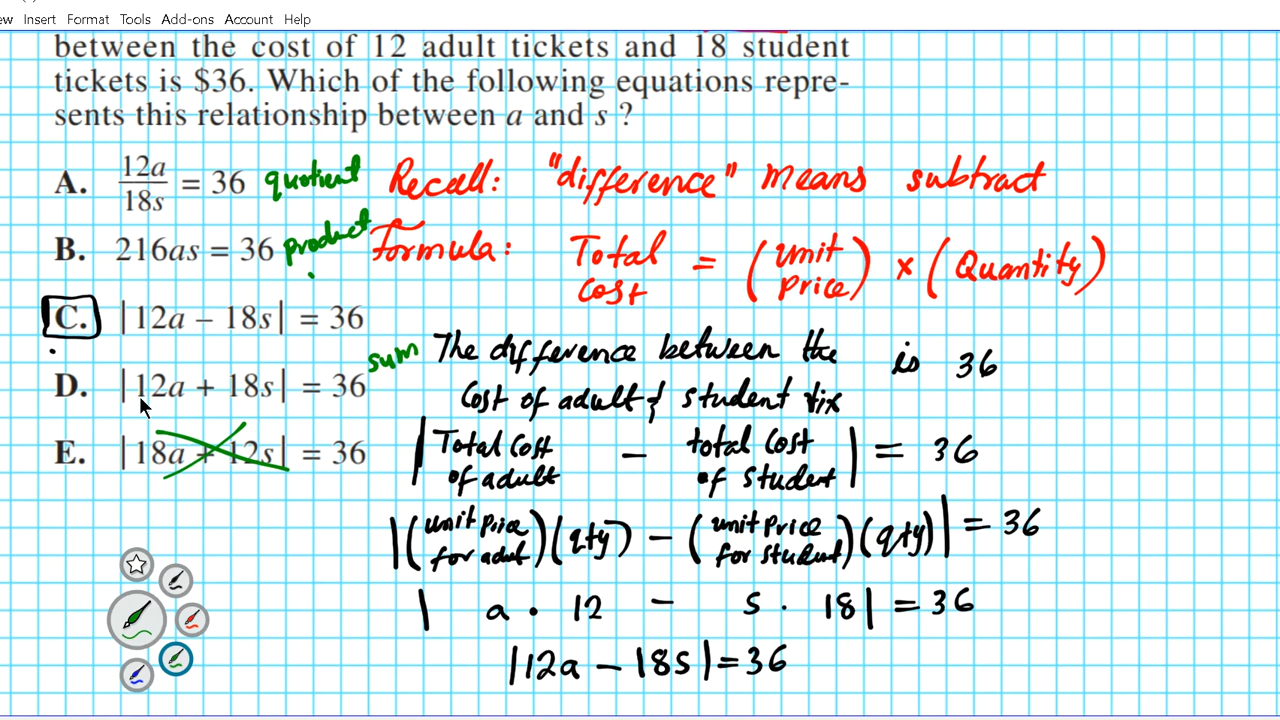 ew Insert Format Tools Add-ons Account Help
between the cost of 12 adult tickets and 18 student
tickets is $36. Which of the following equations repre-
sents this relationship between a and s ?
A. 12a/18s = 36 quotient
Recall: "difference" means subtract
B. 216as = 36 product
formula: Total cost = (unit price) × (Quantity)
C. |12a – 18s| = 36
D. |12a + 18s| = 36 sum
E. |18a + 12s| = 36
The difference between the is 36
cost of adult & student tix
|Total cost of adult – total cost of student| = 36
|(unit price for adult)(qty) – (unit price for student)(qty)| = 36
| a · 12 – s · 18| = 36
|12a – 18s| = 36